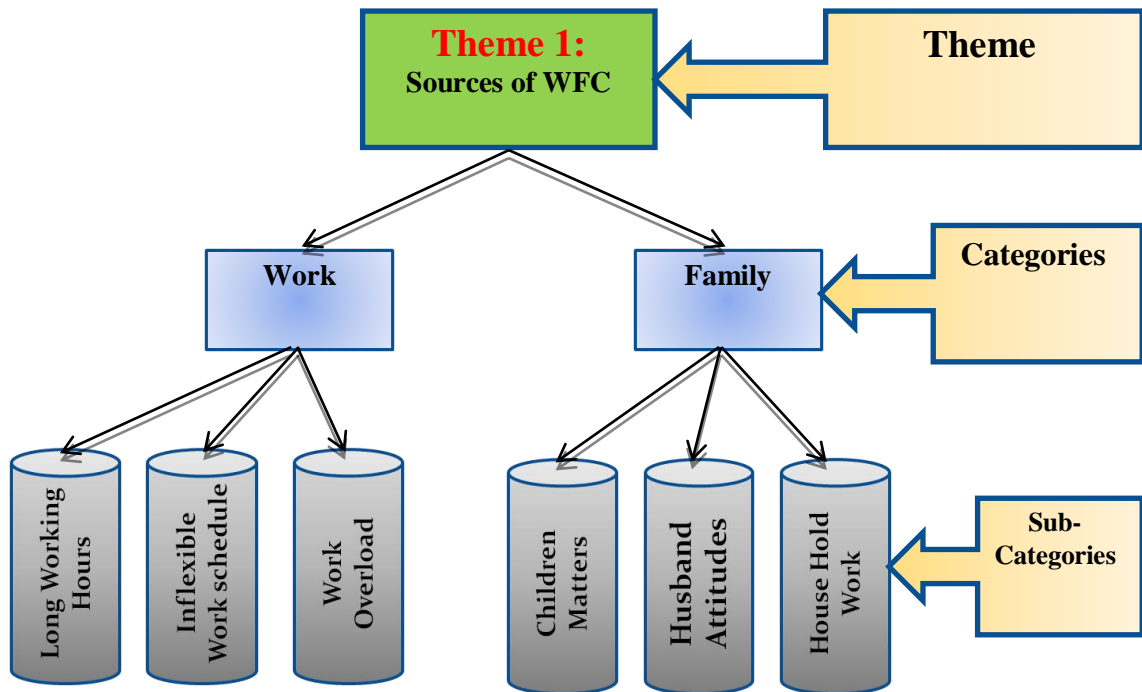 Theme 1:
Sources of WFC
Theme
Work
Family
Categories
Long Working
Hours
Inflexible
Work schedule
Work
Overload
Children
Matters
Husband
Attitudes
House Hold
Work
Sub-
Categories